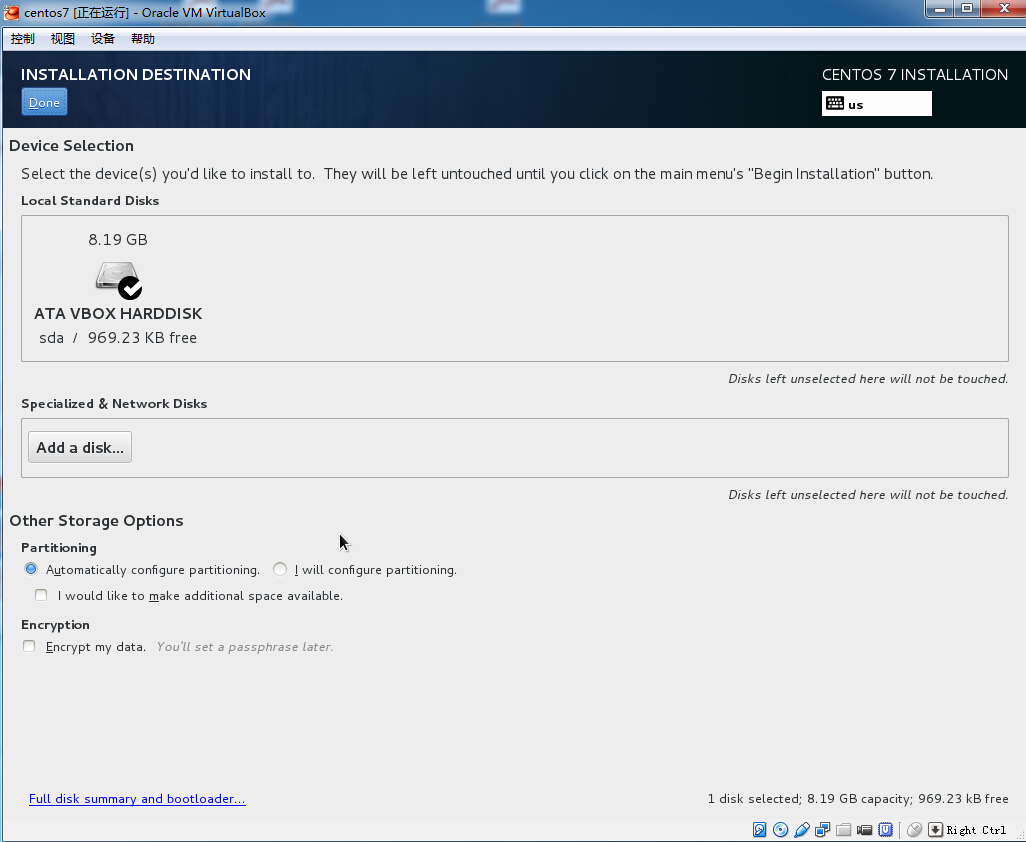 centos7 [正在运行] - Oracle VM VirtualBox
控制 视图 设备 帮助
INSTALLATION DESTINATION
CENTOS 7 INSTALLATION
Done
us
Device Selection
Select the device(s) you'd like to install to. They will be left untouched until you click on the main menu's "Begin Installation" button.
Local Standard Disks
8.19 GB
ATA VBOX HARDDISK
sda / 969.23 KB free
Disks left unselected here will not be touched.
Specialized & Network Disks
Add a disk...
Disks left unselected here will not be touched.
Other Storage Options
Partitioning
Automatically configure partitioning. I will configure partitioning.
I would like to make additional space available.
Encryption
Encrypt my data. You'll set a passphrase later.
Full disk summary and bootloader...
1 disk selected; 8.19 GB capacity; 969.23 kB free
Right Ctrl